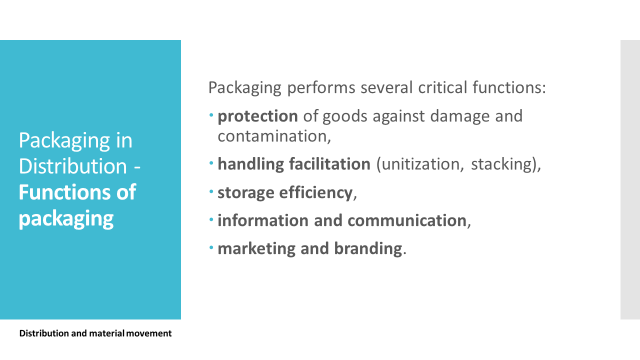 Packaging in
Distribution -
Functions of
packaging
Packaging performs several critical functions:
• protection of goods against damage and
contamination,
• handling facilitation (unitization, stacking),
• storage efficiency,
• information and communication,
• marketing and branding.
Distribution and material movement